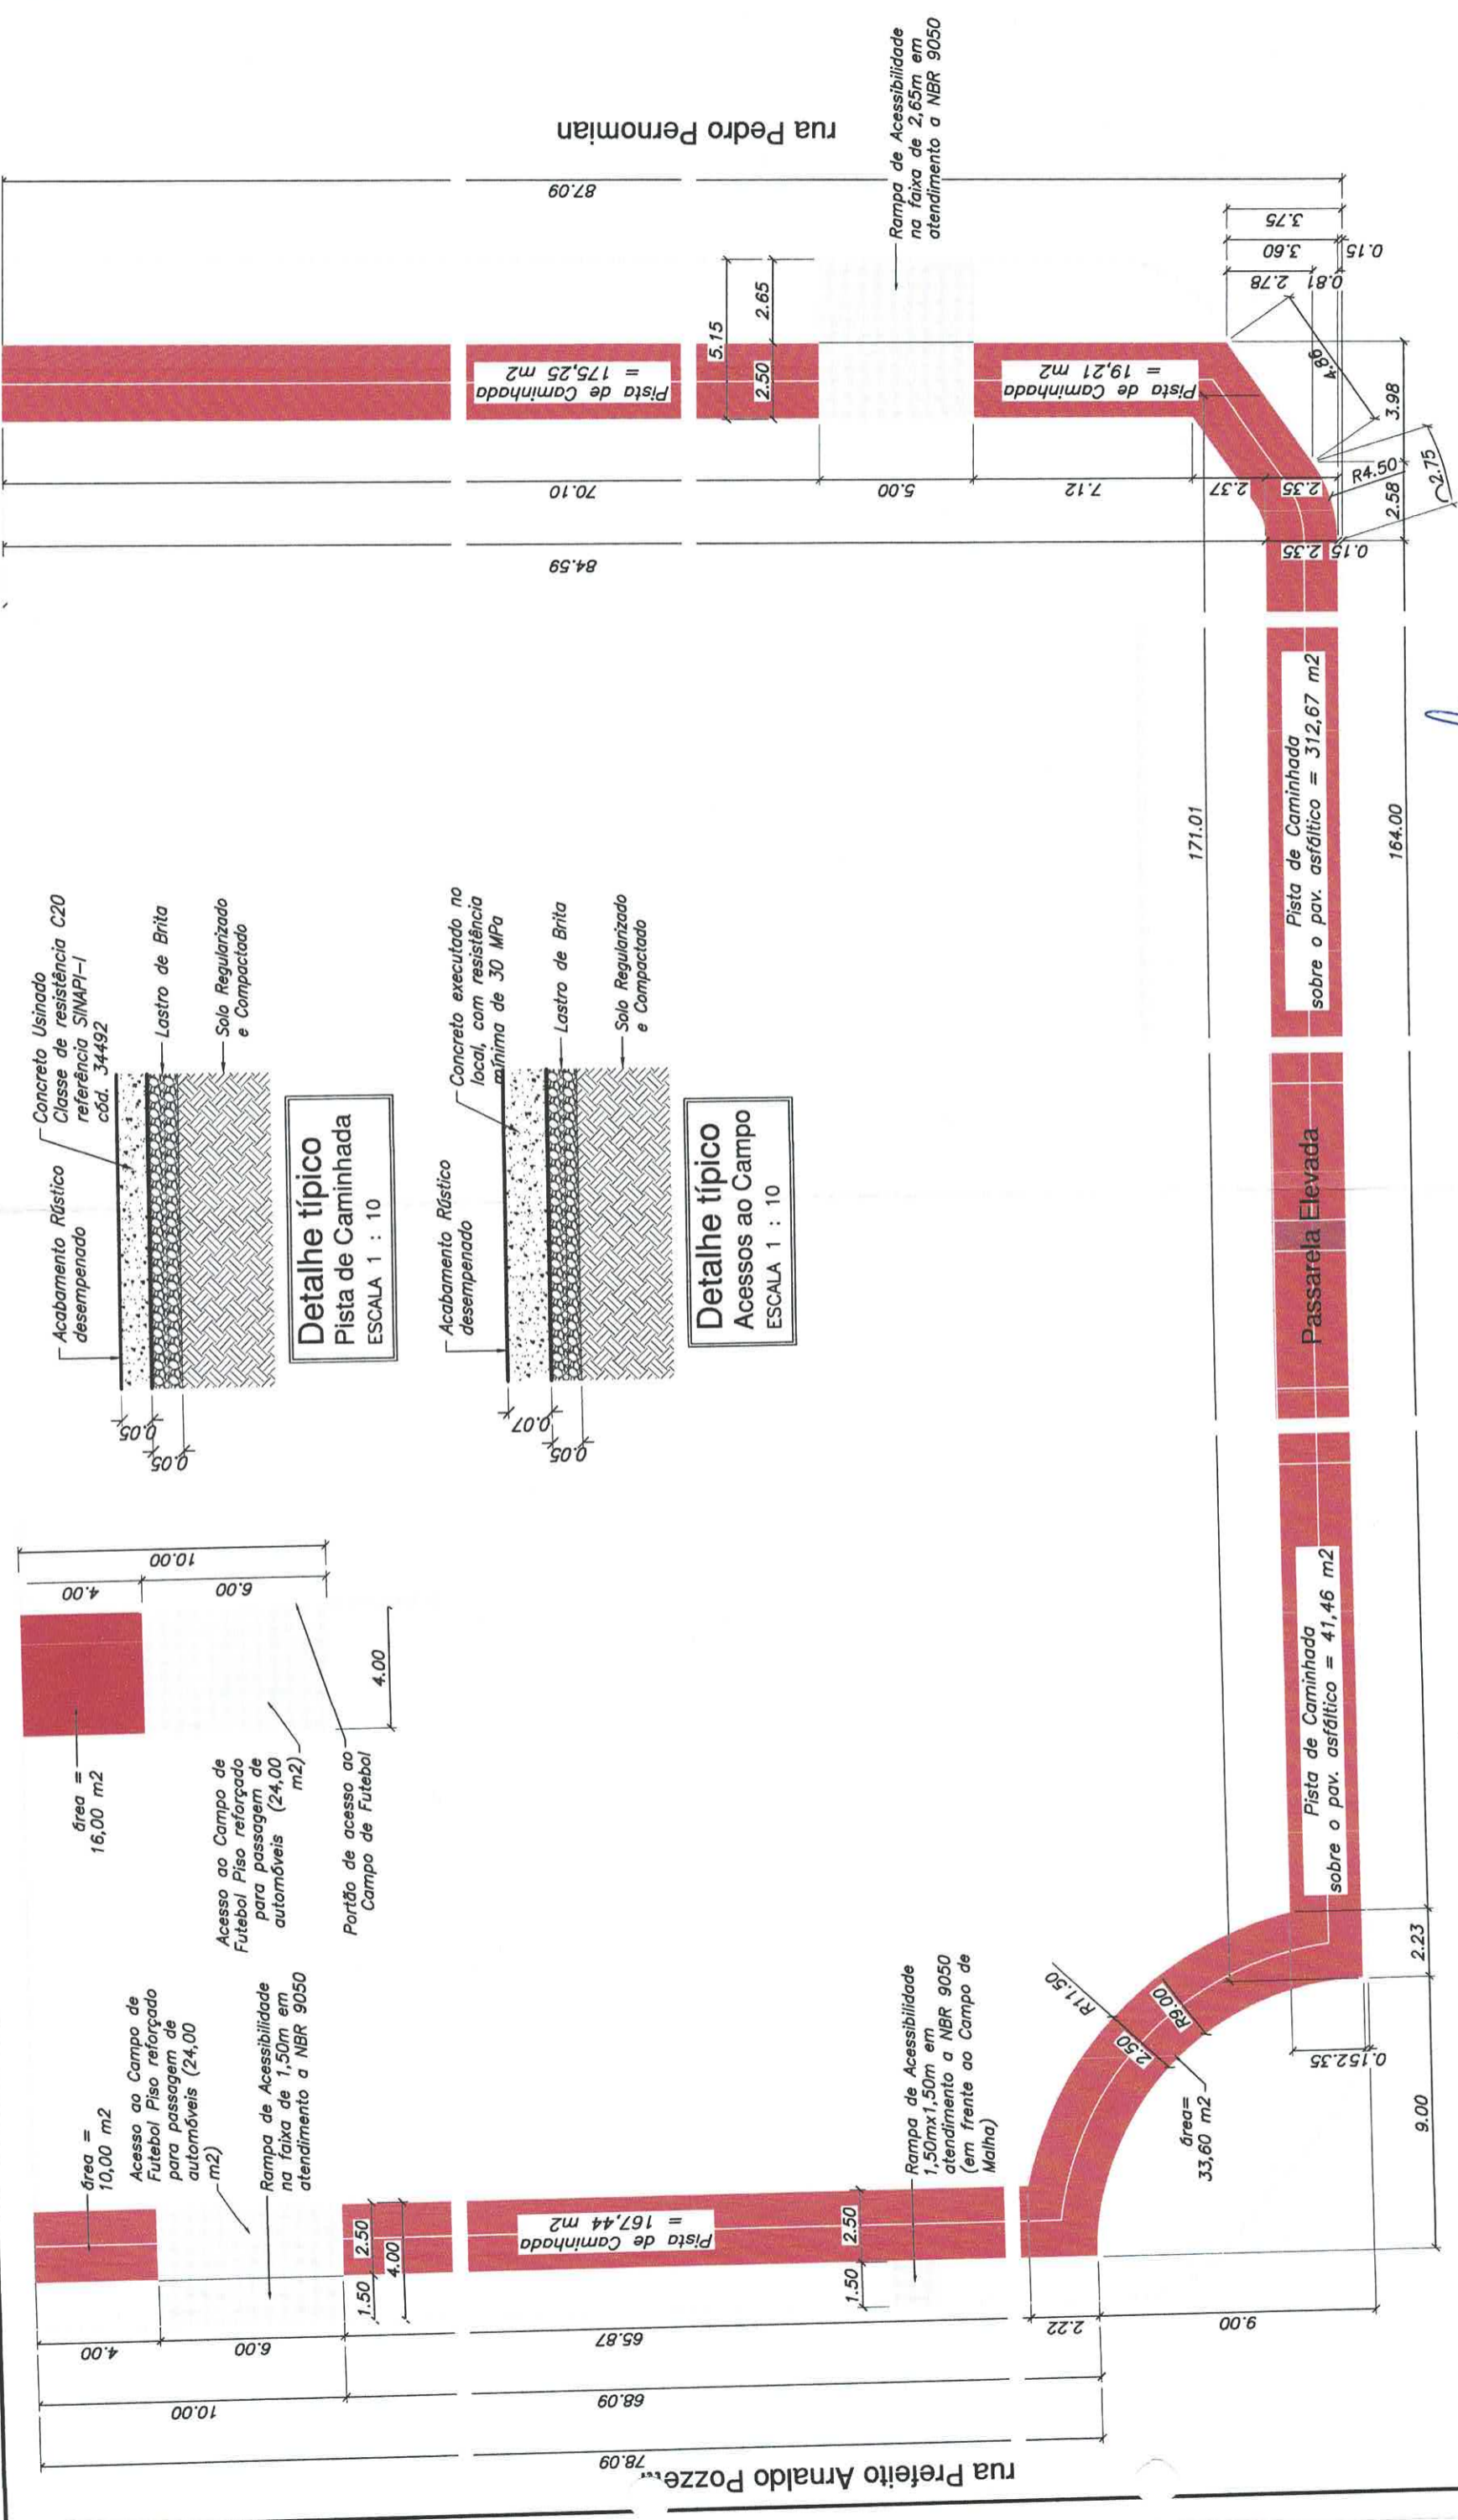 rua Pedro Pernomian
87.09
Rampa de Acessibilidade
na faixa de 2,65m em
atendimento a NBR 9050
3.75
3.60
0.15
2.78
0.81
4.86
3.98
2.65
5.15
2.50
Pista de Caminhada
= 175,25 m2
Pista de Caminhada
= 19,21 m2
70.10
5.00
7.12
2.37
2.35
R4.50
2.58
2.75
84.59
2.35
0.15
Pista de Caminhada
sobre o pav. asfáltico = 312,67 m2
171.01
164.00
Concreto Usinado
Classe de resistência C20
referência SINAPI-I
cód. 34492
Lastro de Brita
Solo Regularizado
e Compactado
Acabamento Rústico
desempenado
0.05
0.05
Detalhe típico
Pista de Caminhada
ESCALA 1 : 10
Concreto executado no
local, com resistência
mínima de 30 MPa
Lastro de Brita
Solo Regularizado
e Compactado
Acabamento Rústico
desempenado
0.07
0.05
Detalhe típico
Acessos ao Campo
ESCALA 1 : 10
Passarela Elevada
10.00
4.00
6.00
4.00
área =
16,00 m2
Acesso ao Campo de
Futebol Piso reforçado
para passagem de
automóveis (24,00
m2)
Portão de acesso ao
Campo de Futebol
Pista de Caminhada
sobre o pav. asfáltico = 41,46 m2
2.23
área =
10,00 m2
Acesso ao Campo de
Futebol Piso reforçado
para passagem de
automóveis (24,00
m2)
Rampa de Acessibilidade
na faixa de 1,50m em
atendimento a NBR 9050
Rampa de Acessibilidade
1,50mx1,50m em
atendimento a NBR 9050
(em frente ao Campo de
Malha)
R11.50
R9.00
2.50
área=
33,60 m2
0.15
2.35
9.00
2.50
4.00
1.50
Pista de Caminhada
= 167,44 m2
2.50
1.50
4.00
6.00
65.87
2.22
9.00
10.00
68.09
78.09
rua Prefeito Arnaldo